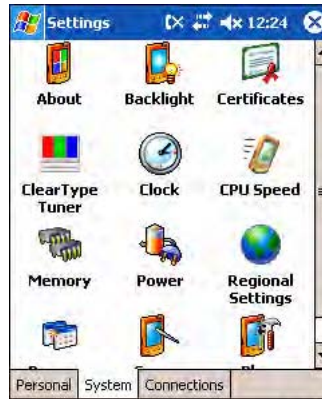 Settings 12:24
About Backlight Certificates
ClearType Tuner Clock CPU Speed
Memory Power Regional Settings
Personal System Connections